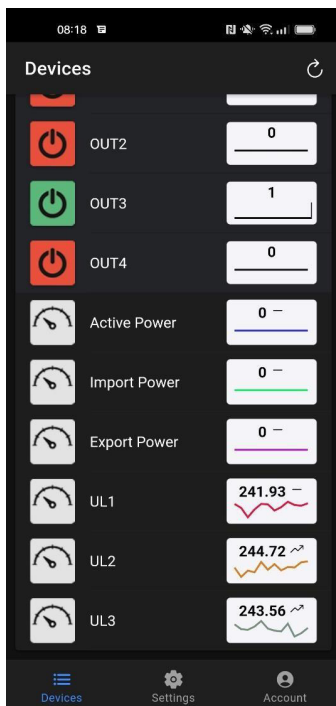 08:18
Devices
OUT2
0
OUT3
1
OUT4
0
Active Power
0
Import Power
0
Export Power
0
UL1
241.93
UL2
244.72
UL3
243.56
Devices Settings Account